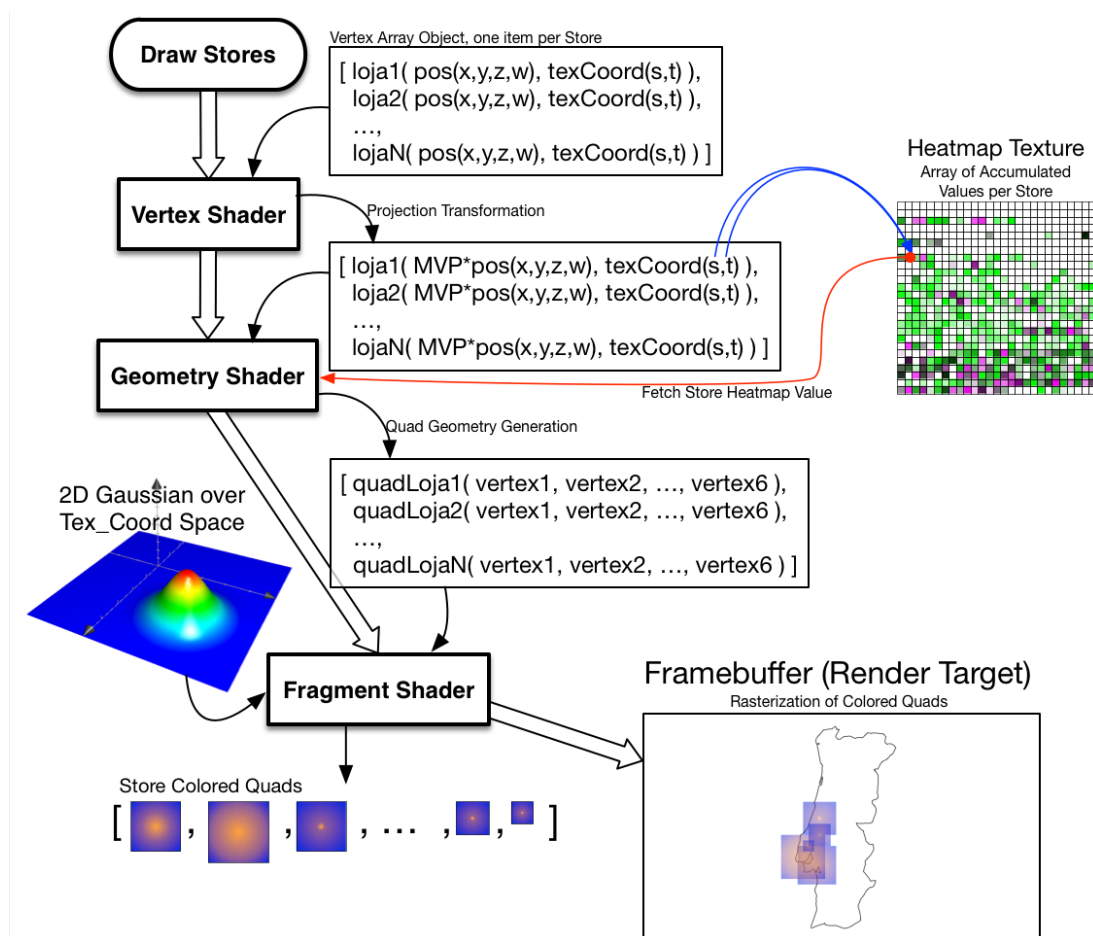 Draw Stores
Vertex Array Object, one item per Store
[ loja1( pos(x,y,z,w), texCoord(s,t) ),
loja2( pos(x,y,z,w), texCoord(s,t) ),
…,
lojaN( pos(x,y,z,w), texCoord(s,t) ) ]
Heatmap Texture
Array of Accumulated
Values per Store
Vertex Shader
Projection Transformation
[ loja1( MVP*pos(x,y,z,w), texCoord(s,t) ),
loja2( MVP*pos(x,y,z,w), texCoord(s,t) ),
…,
lojaN( MVP*pos(x,y,z,w), texCoord(s,t) ) ]
Geometry Shader
Fetch Store Heatmap Value
Quad Geometry Generation
[ quadLoja1( vertex1, vertex2, …, vertex6 ),
quadLoja2( vertex1, vertex2, …, vertex6 ),
…,
quadLojaN( vertex1, vertex2, …, vertex6 ) ]
2D Gaussian over
Tex_Coord Space
Fragment Shader
Framebuffer (Render Target)
Rasterization of Colored Quads
Store Colored Quads
[ , , , … , , ]